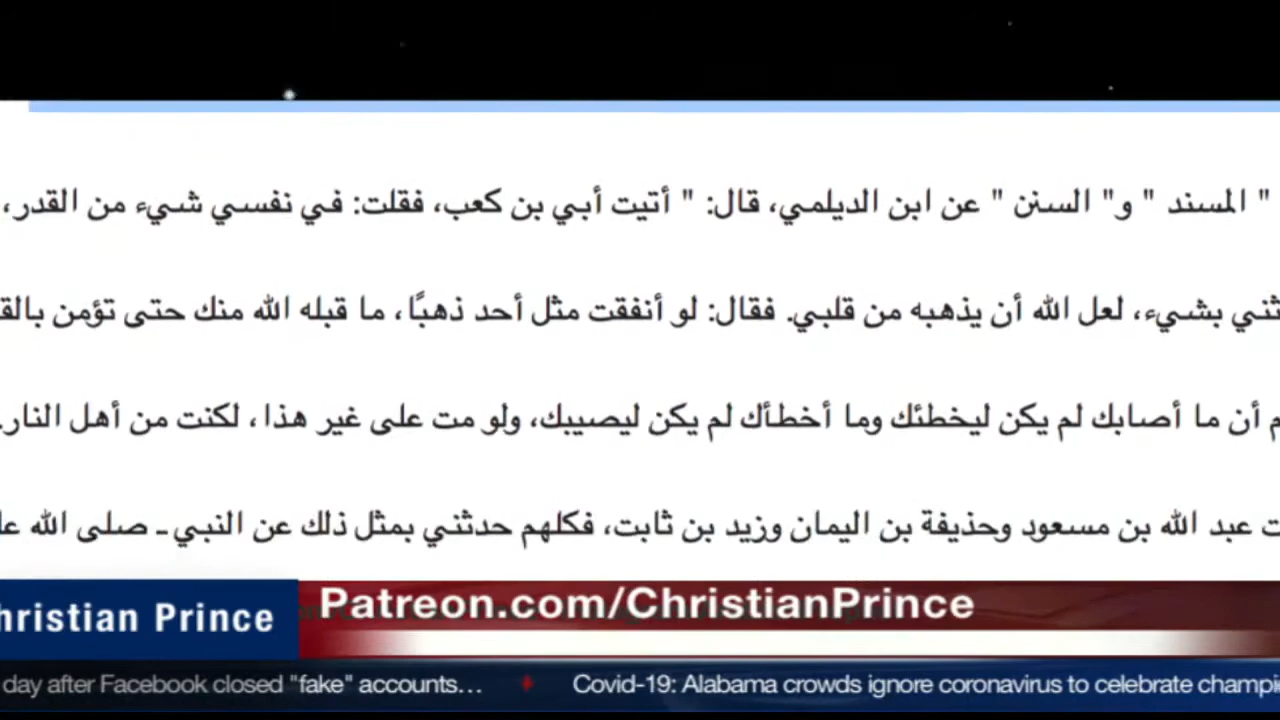 " المسند " و" السنن " عن ابن الديلمي، قال: " أتيت أبي بن كعب، فقلت: في نفسي شيء من القدر،
بشيء، لعل الله أن يذهبه من قلبي. فقال: لو أنفقت مثل أحد ذهبًا، ما قبله الله منك حتى تؤمن
أن ما أصابك لم يكن ليخطئك وما أخطأك لم يكن ليصيبك، ولو مت على غير هذا، لكنت من أهل النار.
عبد الله بن مسعود وحذيفة بن اليمان وزيد بن ثابت، فكلهم حدثني بمثل ذلك عن النبي ـ صلى الله
hristian Prince
Patreon.com/ChristianPrince
day after Facebook closed "fake" accounts... Covid-19: Alabama crowds ignore coronavirus to celebrate champi